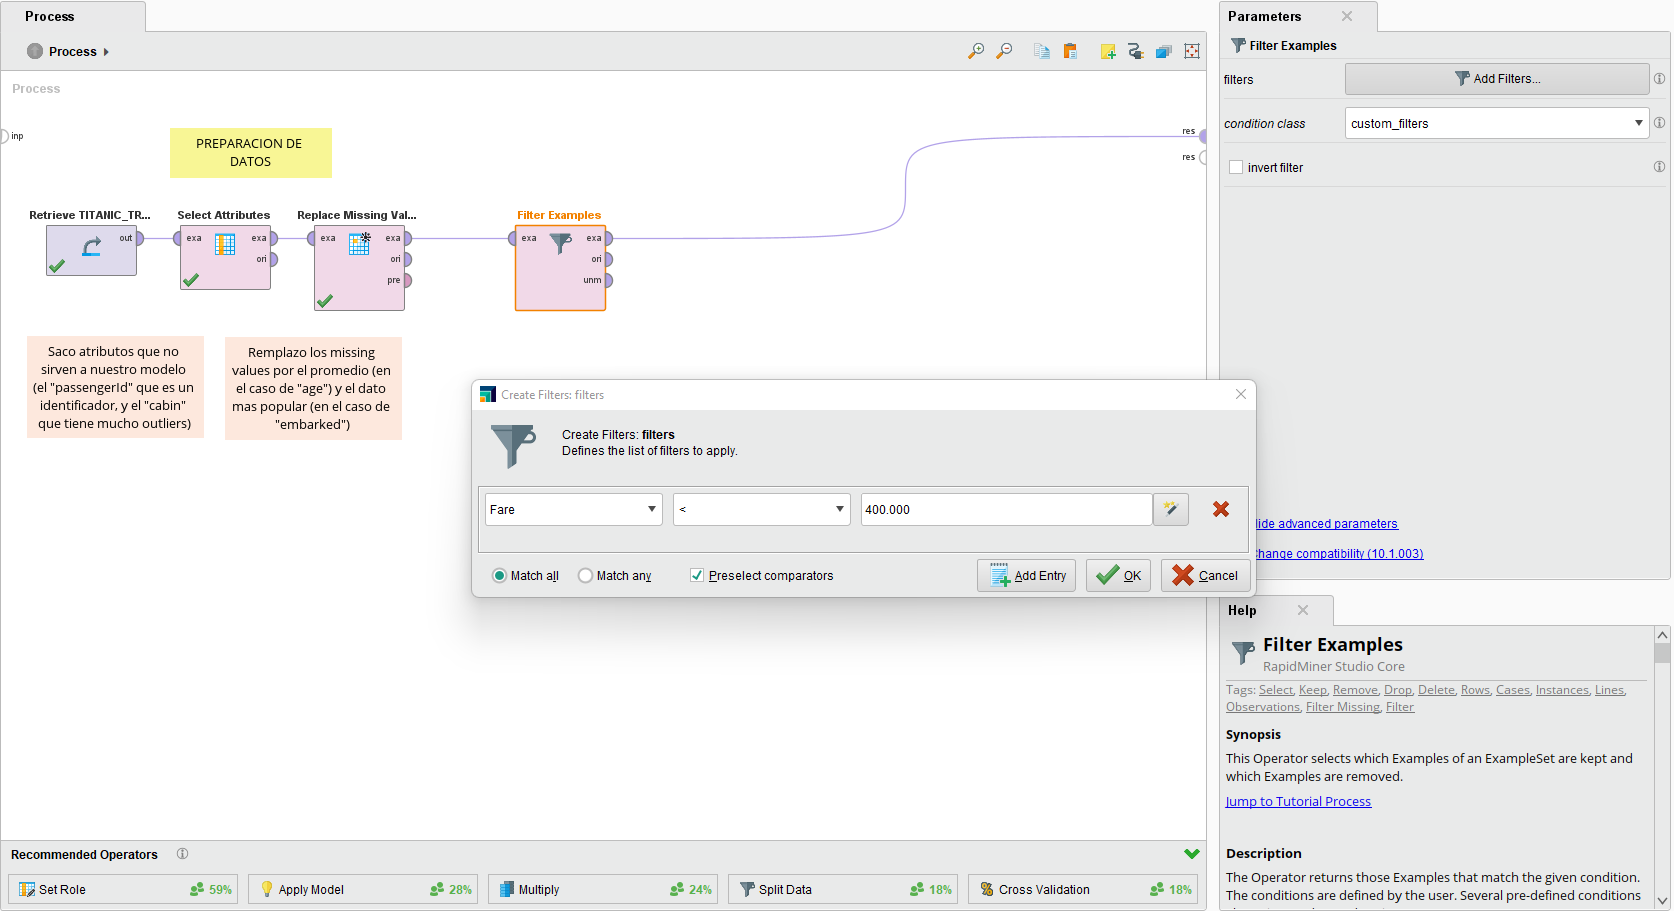 Process
Process
Process
inp
PREPARACION DE
DATOS
res
res
Retrieve TITANIC_TR...
out
Select Attributes
exa
exa
ori
Replace Missing Val...
exa
exa
ori
pre
Filter Examples
exa
exa
ori
unm
Saco atributos que no
sirven a nuestro modelo
(el "passengerId" que es un
identificador, y el "cabin"
que tiene mucho outliers)
Remplazo los missing
values por el promedio (en
el caso de "age") y el dato
mas popular (en el caso de
"embarked")
Create Filters: filters
Create Filters: filters
Defines the list of filters to apply.
Fare
<
400.000
Match all
Match any
Preselect comparators
Add Entry
OK
Cancel
Recommended Operators
Set Role
59%
Apply Model
28%
Multiply
24%
Split Data
18%
Cross Validation
18%
Parameters
Filter Examples
filters
Add Filters...
condition class
custom_filters
invert filter
ide advanced parameters
hange compatibility (10.1.003)
Help
Filter Examples
RapidMiner Studio Core
Tags: Select, Keep, Remove, Drop, Delete, Rows, Cases, Instances, Lines,
Observations, Filter Missing, Filter
Synopsis
This Operator selects which Examples of an ExampleSet are kept and
which Examples are removed.
Jump to Tutorial Process
Description
The Operator returns those Examples that match the given condition.
The conditions are defined by the user. Several pre-defined conditions